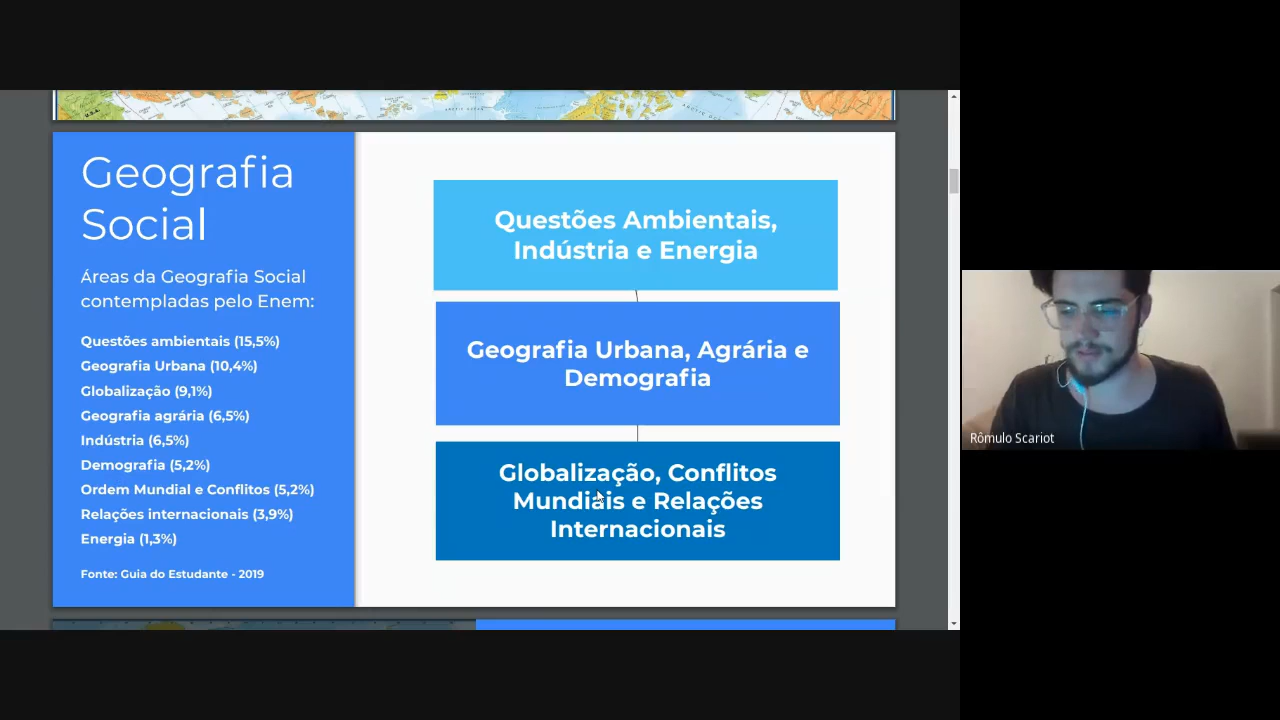 Geografia
Social
Áreas da Geografia Social
contempladas pelo Enem:
Questões ambientais (15,5%)
Geografia Urbana (10,4%)
Globalização (9,1%)
Geografia agrária (6,5%)
Indústria (6,5%)
Demografia (5,2%)
Ordem Mundial e Conflitos (5,2%)
Relações internacionais (3,9%)
Energia (1,3%)
Fonte: Guia do Estudante - 2019
Questões Ambientais,
Indústria e Energia
Geografia Urbana, Agrária e
Demografia
Globalização, Conflitos
Mundiais e Relações
Internacionais
Rômulo Scariot